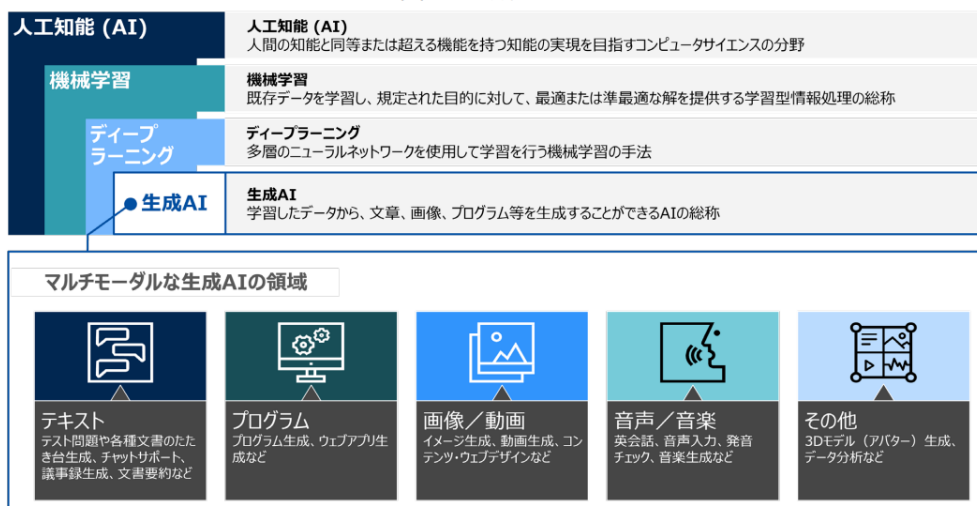 人工知能 (AI)
人工知能 (AI)
人間の知能と同等または超える機能を持つ知能の実現を目指すコンピュータサイエンスの分野
機械学習
機械学習
既存データを学習し、規定された目的に対して、最適または準最適な解を提供する学習型情報処理の総称
ディープ
ラーニング
ディープラーニング
多層のニューラルネットワークを使用して学習を行う機械学習の手法
生成AI
生成AI
学習したデータから、文章、画像、プログラム等を生成することができるAIの総称
マルチモーダルな生成AIの領域
テキスト
テスト問題や各種文書のたた
き台生成、チャットサポート、
議事録生成、文書要約など
プログラム
プログラム生成、ウェブアプリ生
成など
画像／動画
イメージ生成、動画生成、コン
テンツ・ウェブデザインなど
音声／音楽
英会話、音声入力、発音
チェック、音楽生成など
その他
3Dモデル（アバター）生成、
データ分析など